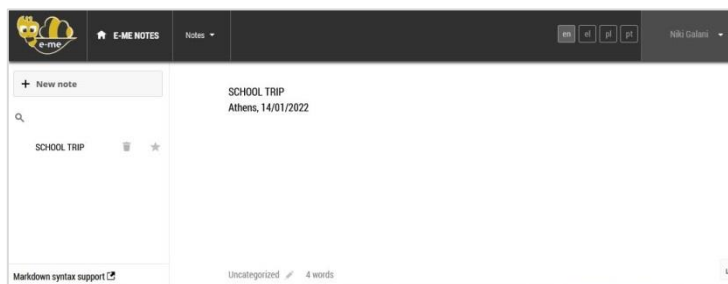 e-me
E-ME NOTES
Notes
en el pl pt
Niki Galani
+ New note
SCHOOL TRIP
Athens, 14/01/2022
SCHOOL TRIP
Markdown syntax support
Uncategorized
4 words